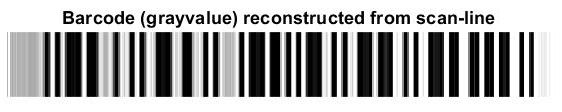 Barcode (grayvalue) reconstructed from scan-line